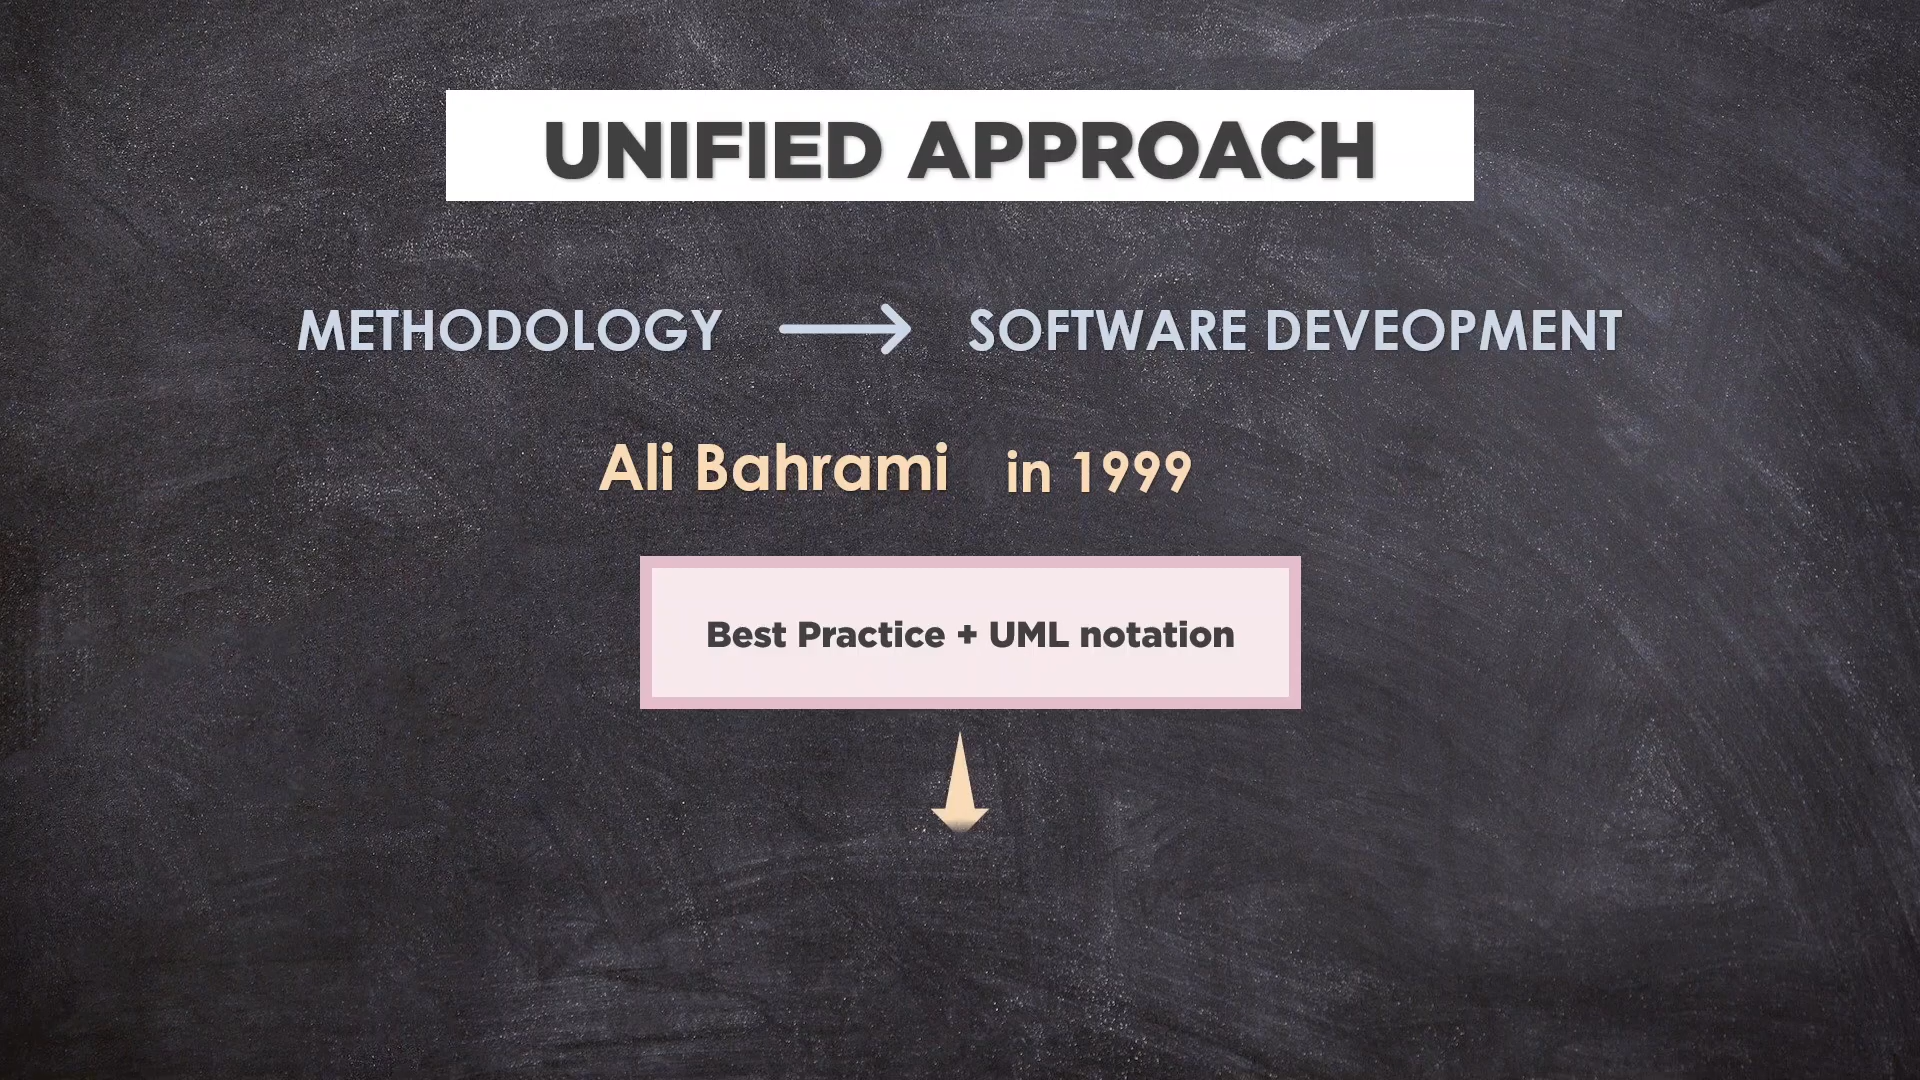 UNIFIED APPROACH
METHODOLOGY → SOFTWARE DEVEOPMENT
Ali Bahrami in 1999
Best Practice + UML notation